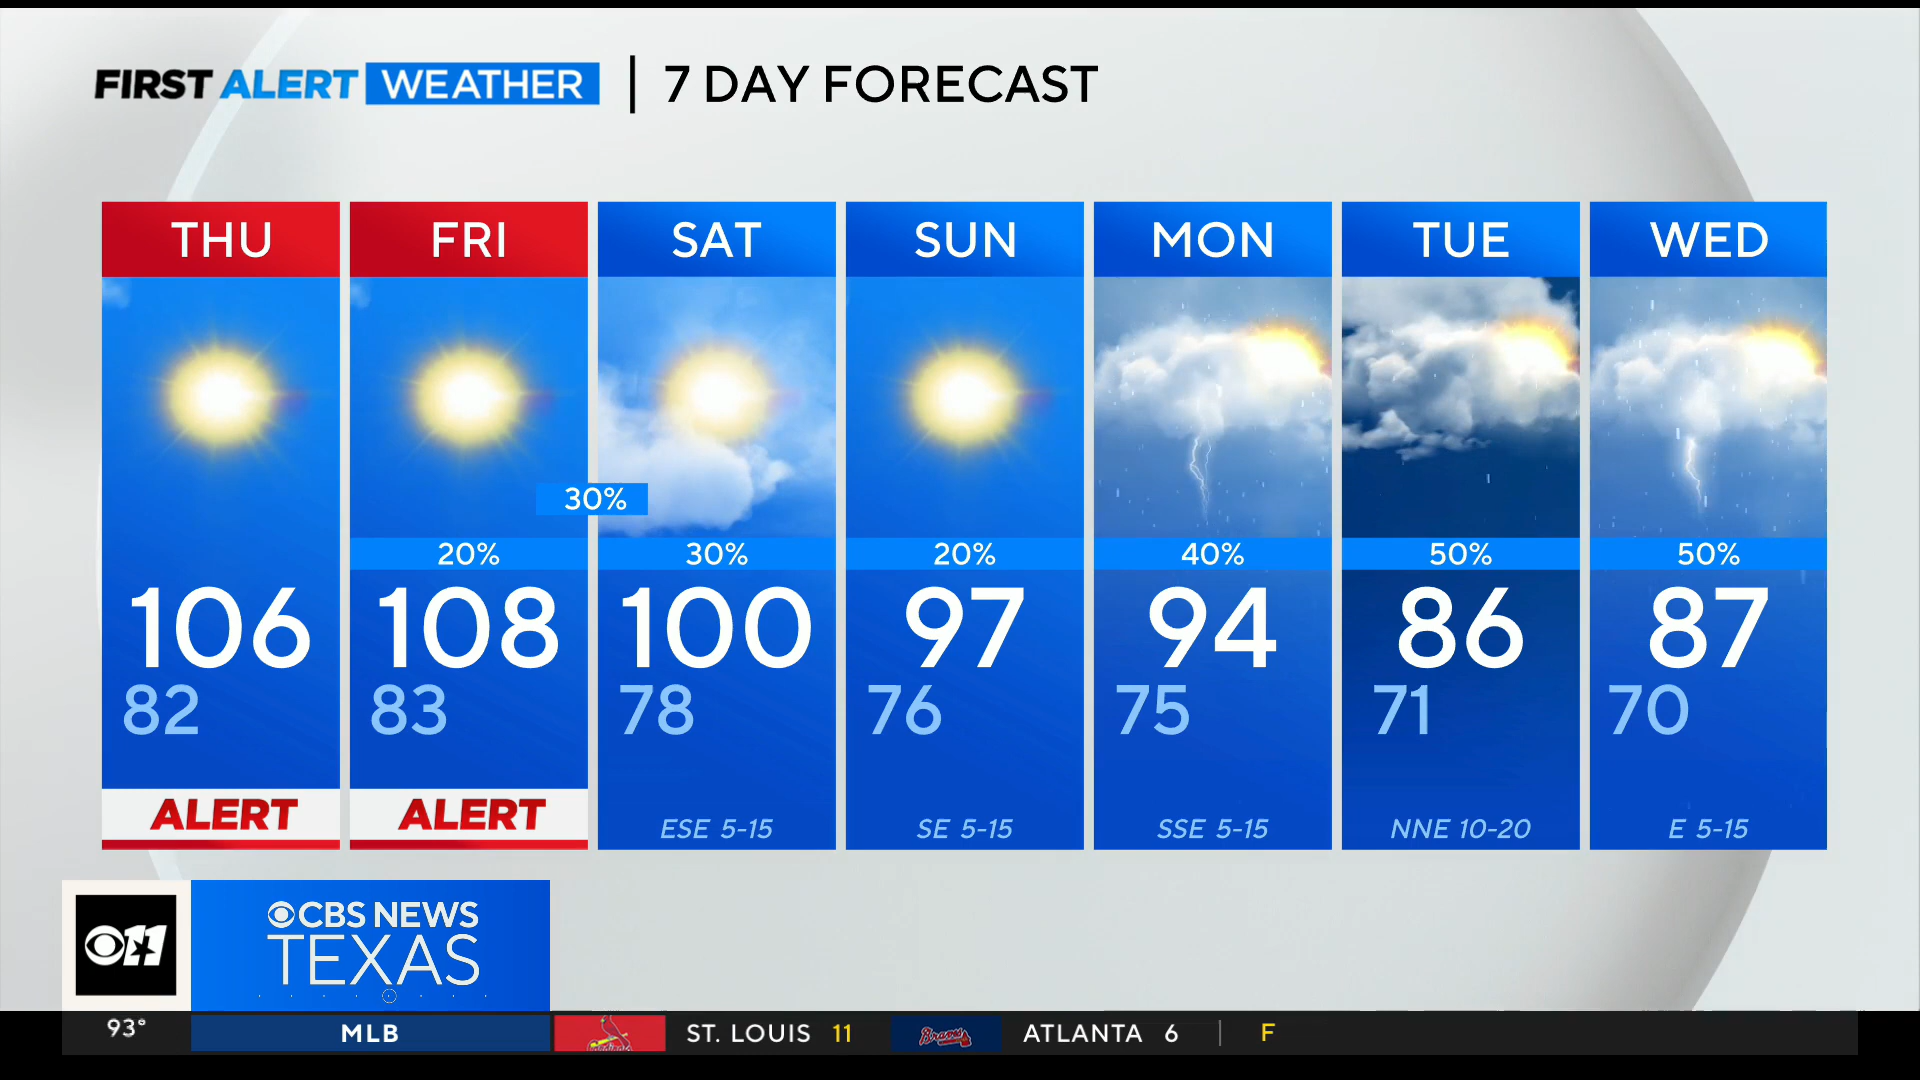 FIRST ALERT WEATHER | 7 DAY FORECAST
THU FRI SAT SUN MON TUE WED
30%
20% 30% 20% 40% 50% 50%
106 108 100 97 94 86 87
82 83 78 76 75 71 70
ALERT ALERT ESE 5-15 SE 5-15 SSE 5-15 NNE 10-20 E 5-15
11 CBS NEWS
TEXAS
93° MLB ST. LOUIS 11 Braves ATLANTA 6 | F